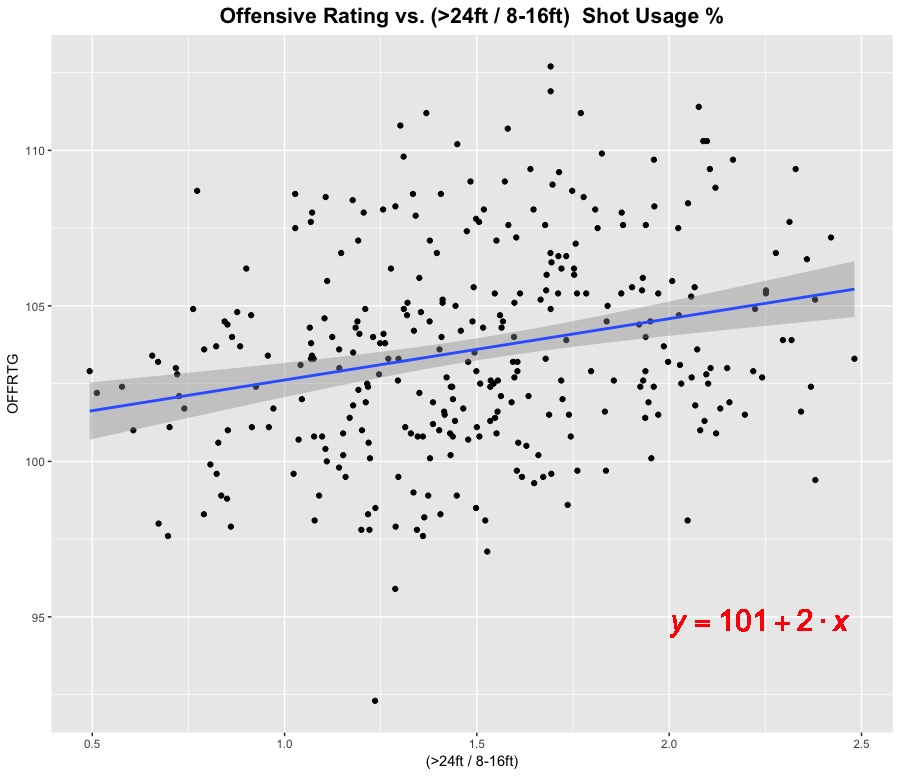 Offensive Rating vs. (>24ft / 8-16ft)  Shot Usage %
OFFRTG
110
105
100
95
y = 101 + 2 · x
0.5 1.0 1.5 2.0 2.5
(>24ft / 8-16ft)